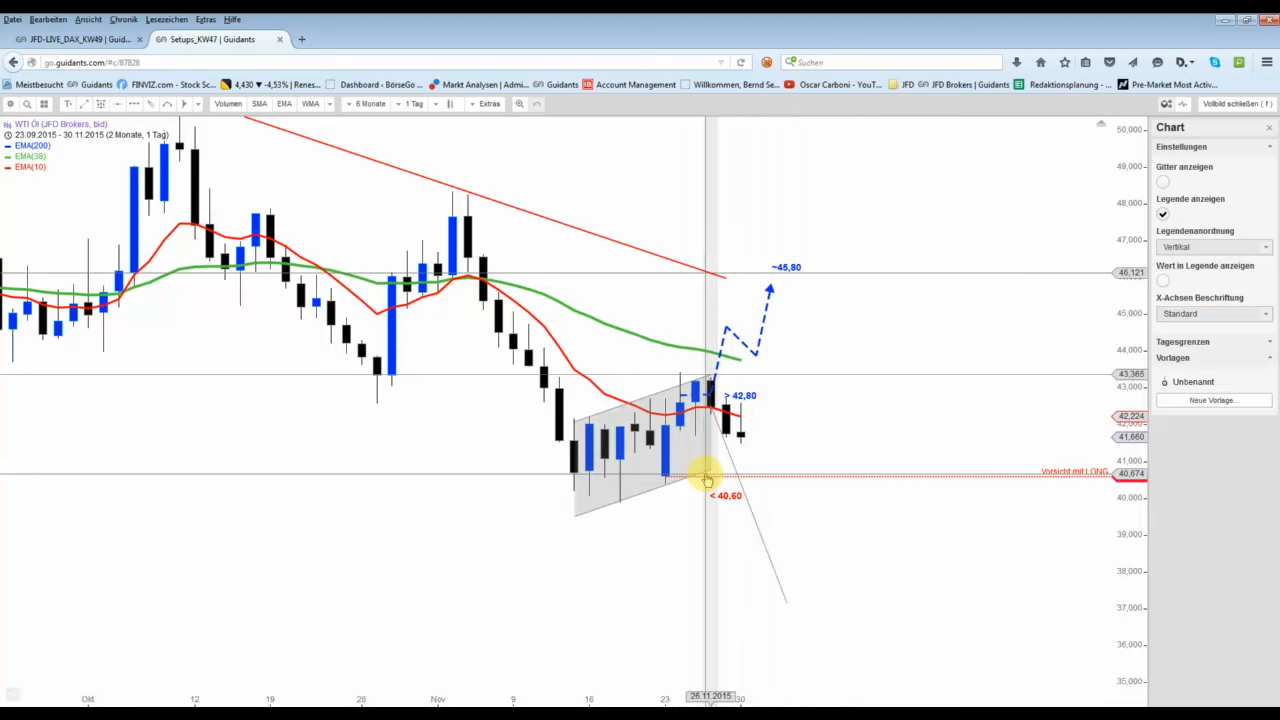 Datei Bearbeiten Ansicht Chronik Lesezeichen Extras Hilfe
JFD-LIVE_DAX_KW49 | Guid... × Setups_KW47 | Guidants × +
go.guidants.com/#c/87828 Suchen
Meistbesucht Guidants FINVIZ.com - Stock Sc... 4,430 ▾ -4,53% | Renes... Dashboard - BörseGo ... Markt Analysen | Admi... Guidants Account Management Willkommen, Bernd Se... Oscar Carboni - YouT... JFD Guidants | JFD Brokers |... Redaktionsplanung - ... Pre-Market Most Activ...
Volumen SMA EMA WMA 6 Monate 1 Tag Extras Vollbild schließen ( f )
WTI Öl (JFD Brokers, bid)
23.09.2015 - 30.11.2015 (2 Monate, 1 Tag)
EMA(200)
EMA(38)
EMA(10)
50,000
49,000
48,000
47,000
46,121
45,000
44,000
43,365
43,000
42,224
42,000
41,660
41,000
40,674
40,000
39,000
38,000
37,000
36,000
35,000
~45,80
> 42,80
Vorsicht mit LONG
< 40,60
Okt 12 19 26 Nov 9 16 23 26.11.2015 30
Chart ×
Einstellungen
Gitter anzeigen
Legende anzeigen
Legendenanordnung
Vertikal
Wert in Legende anzeigen
X-Achsen Beschriftung
Standard
Tagesgrenzen
Vorlagen
Unbenannt
Neue Vorlage...